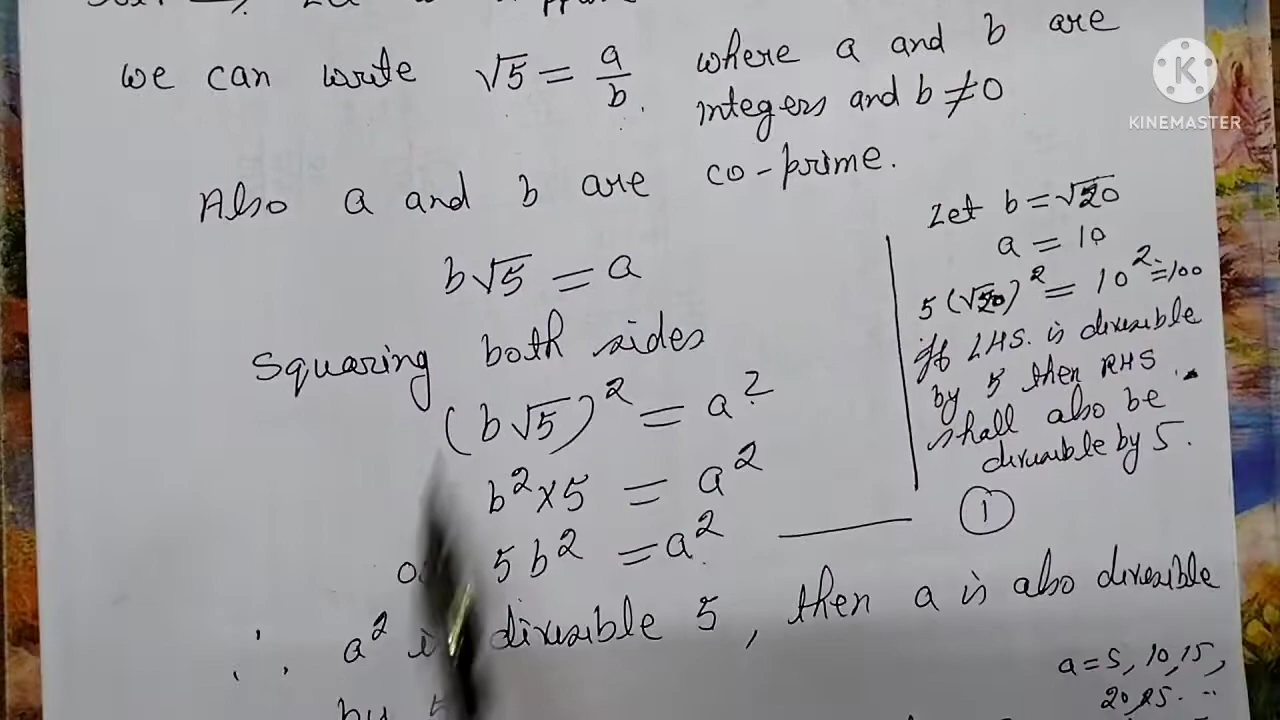 we can write √5 = a/b. where a and b are
integers and b ≠ 0
Also a and b are co-prime.
b√5 = a
Squaring both sides
(b√5)² = a²
b² × 5 = a²
5b² = a² ——— ①
∴ a² divisible 5, then a is also divisible
by
Let b = √20
a = 10
5(√20)² = 10² = 100
If LHS. is divisible
by 5 then RHS
shall also be
divisible by 5.
a = 5, 10, 15,
20, 25. ..
KINEMASTER